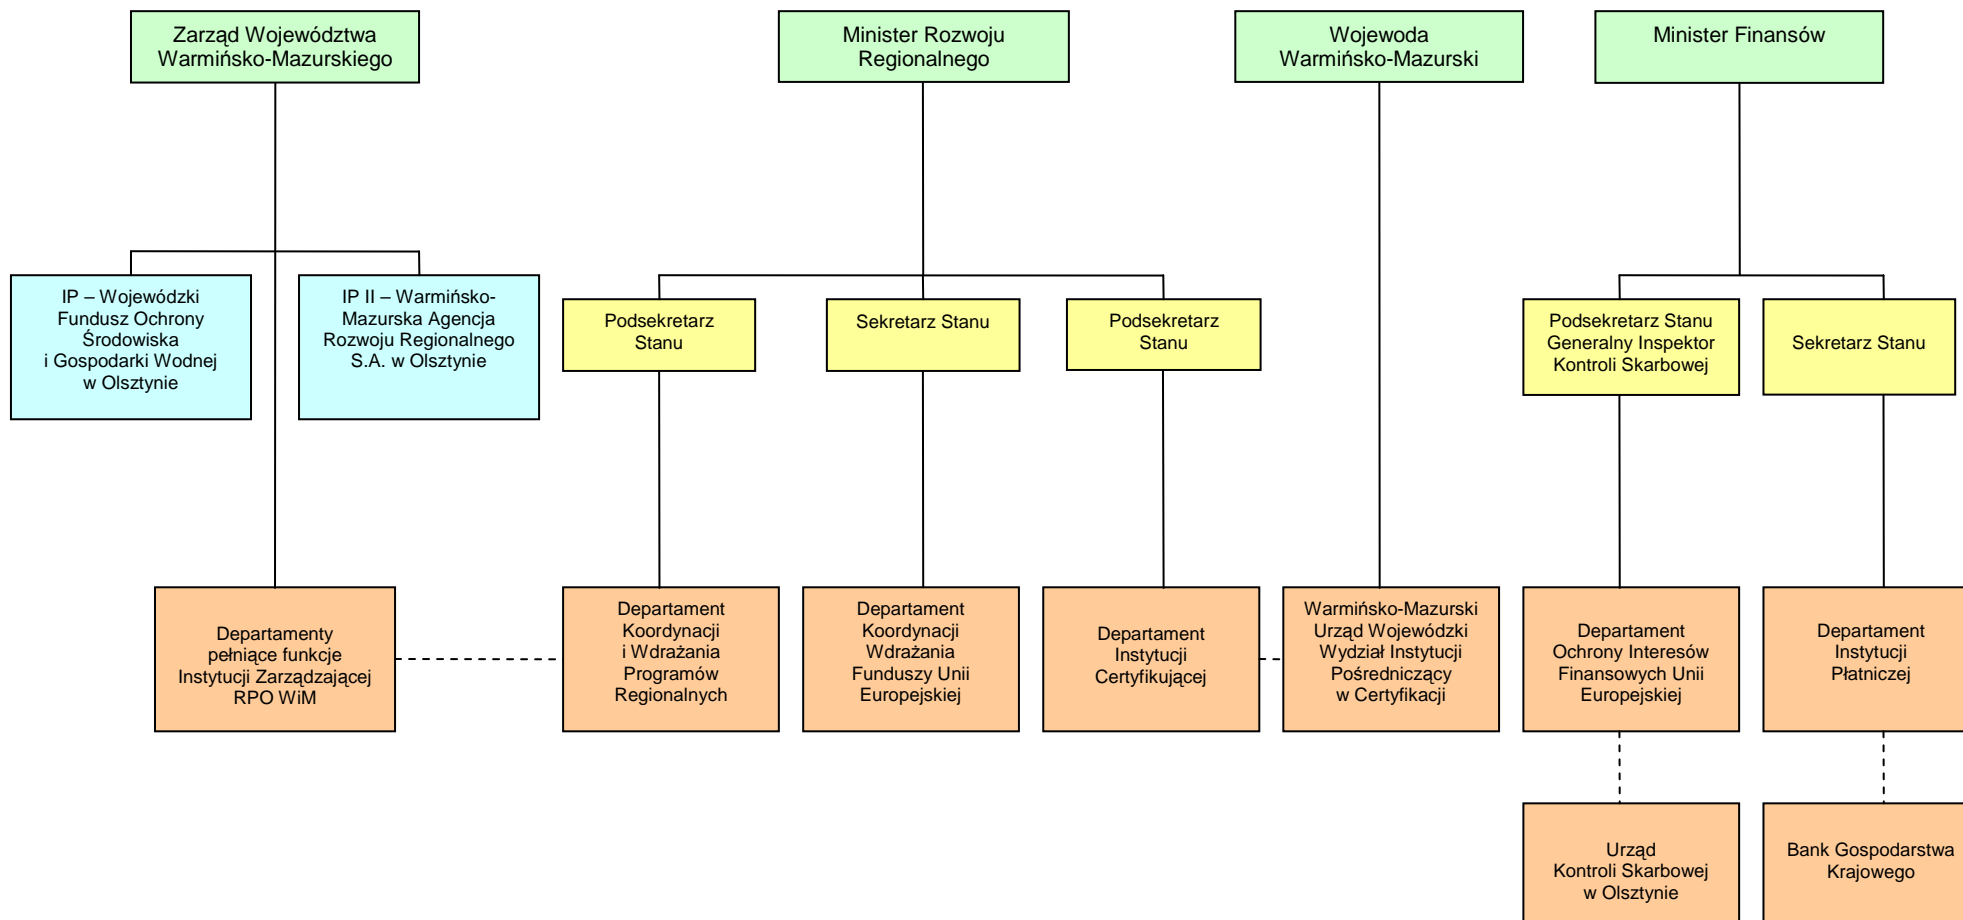 Zarząd Województwa
Warmińsko-Mazurskiego
Minister Rozwoju
Regionalnego
Wojewoda
Warmińsko-Mazurski
Minister Finansów
IP – Wojewódzki
Fundusz Ochrony
Środowiska
i Gospodarki Wodnej
w Olsztynie
IP II – Warmińsko-
Mazurska Agencja
Rozwoju Regionalnego
S.A. w Olsztynie
Podsekretarz
Stanu
Sekretarz Stanu
Podsekretarz
Stanu
Podsekretarz Stanu
Generalny Inspektor
Kontroli Skarbowej
Sekretarz Stanu
Departamenty
pełniące funkcje
Instytucji Zarządzającej
RPO WiM
Departament
Koordynacji
i Wdrażania
Programów
Regionalnych
Departament
Koordynacji
Wdrażania
Funduszy Unii
Europejskiej
Departament
Instytucji
Certyfikującej
Warmińsko-Mazurski
Urząd Wojewódzki
Wydział Instytucji
Pośredniczący
w Certyfikacji
Departament
Ochrony Interesów
Finansowych Unii
Europejskiej
Departament
Instytucji
Płatniczej
Urząd
Kontroli Skarbowej
w Olsztynie
Bank Gospodarstwa
Krajowego